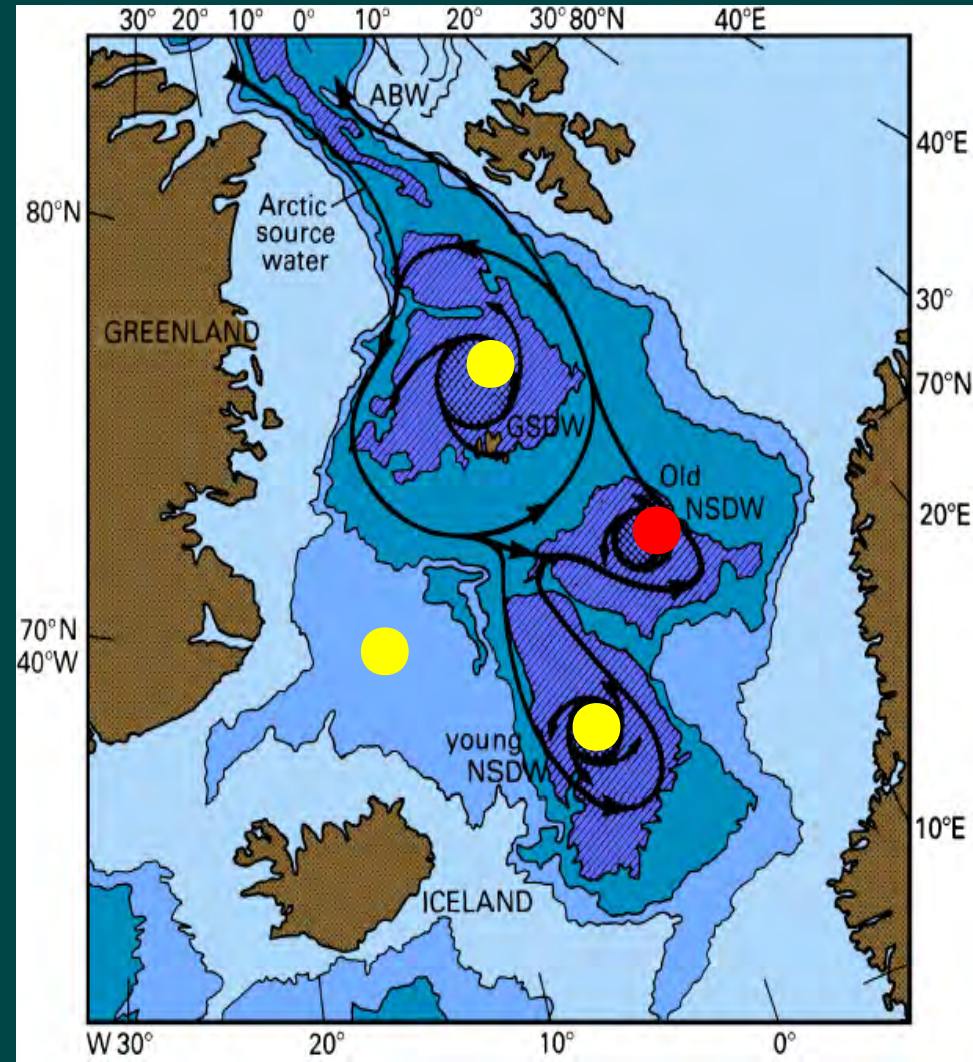 30° 20° 10° 0° 10° 20° 30° 80°N 40°E
ABW
40°E
80°N
Arctic
source
water
30°
GREENLAND
70°N
GSDW
Old
NSDW
20°E
70°N
40°W
young
NSDW
10°E
ICELAND
W 30° 20° 10° 0°